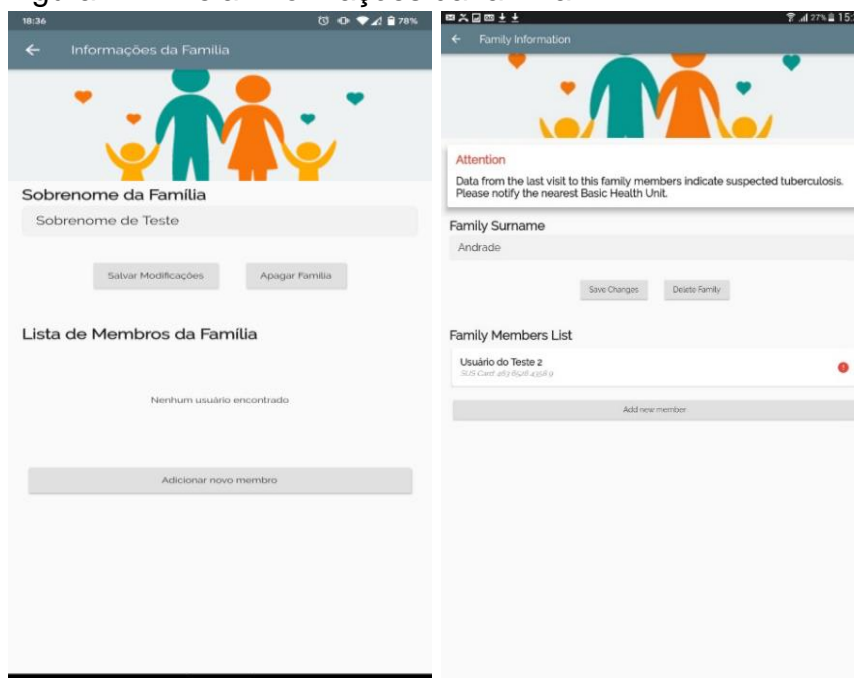 18:36
78%
Informações da Família
Sobrenome da Família
Sobrenome de Teste
Salvar Modificações
Apagar Família
Lista de Membros da Família
Nenhum usuário encontrado
Adicionar novo membro
27%
Family Information
Attention
Data from the last visit to this family members indicate suspected tuberculosis.
Please notify the nearest Basic Health Unit.
Family Surname
Andrade
Save Changes
Delete Family
Family Members List
Usuário do Teste 2
SUS Card:
Add new member